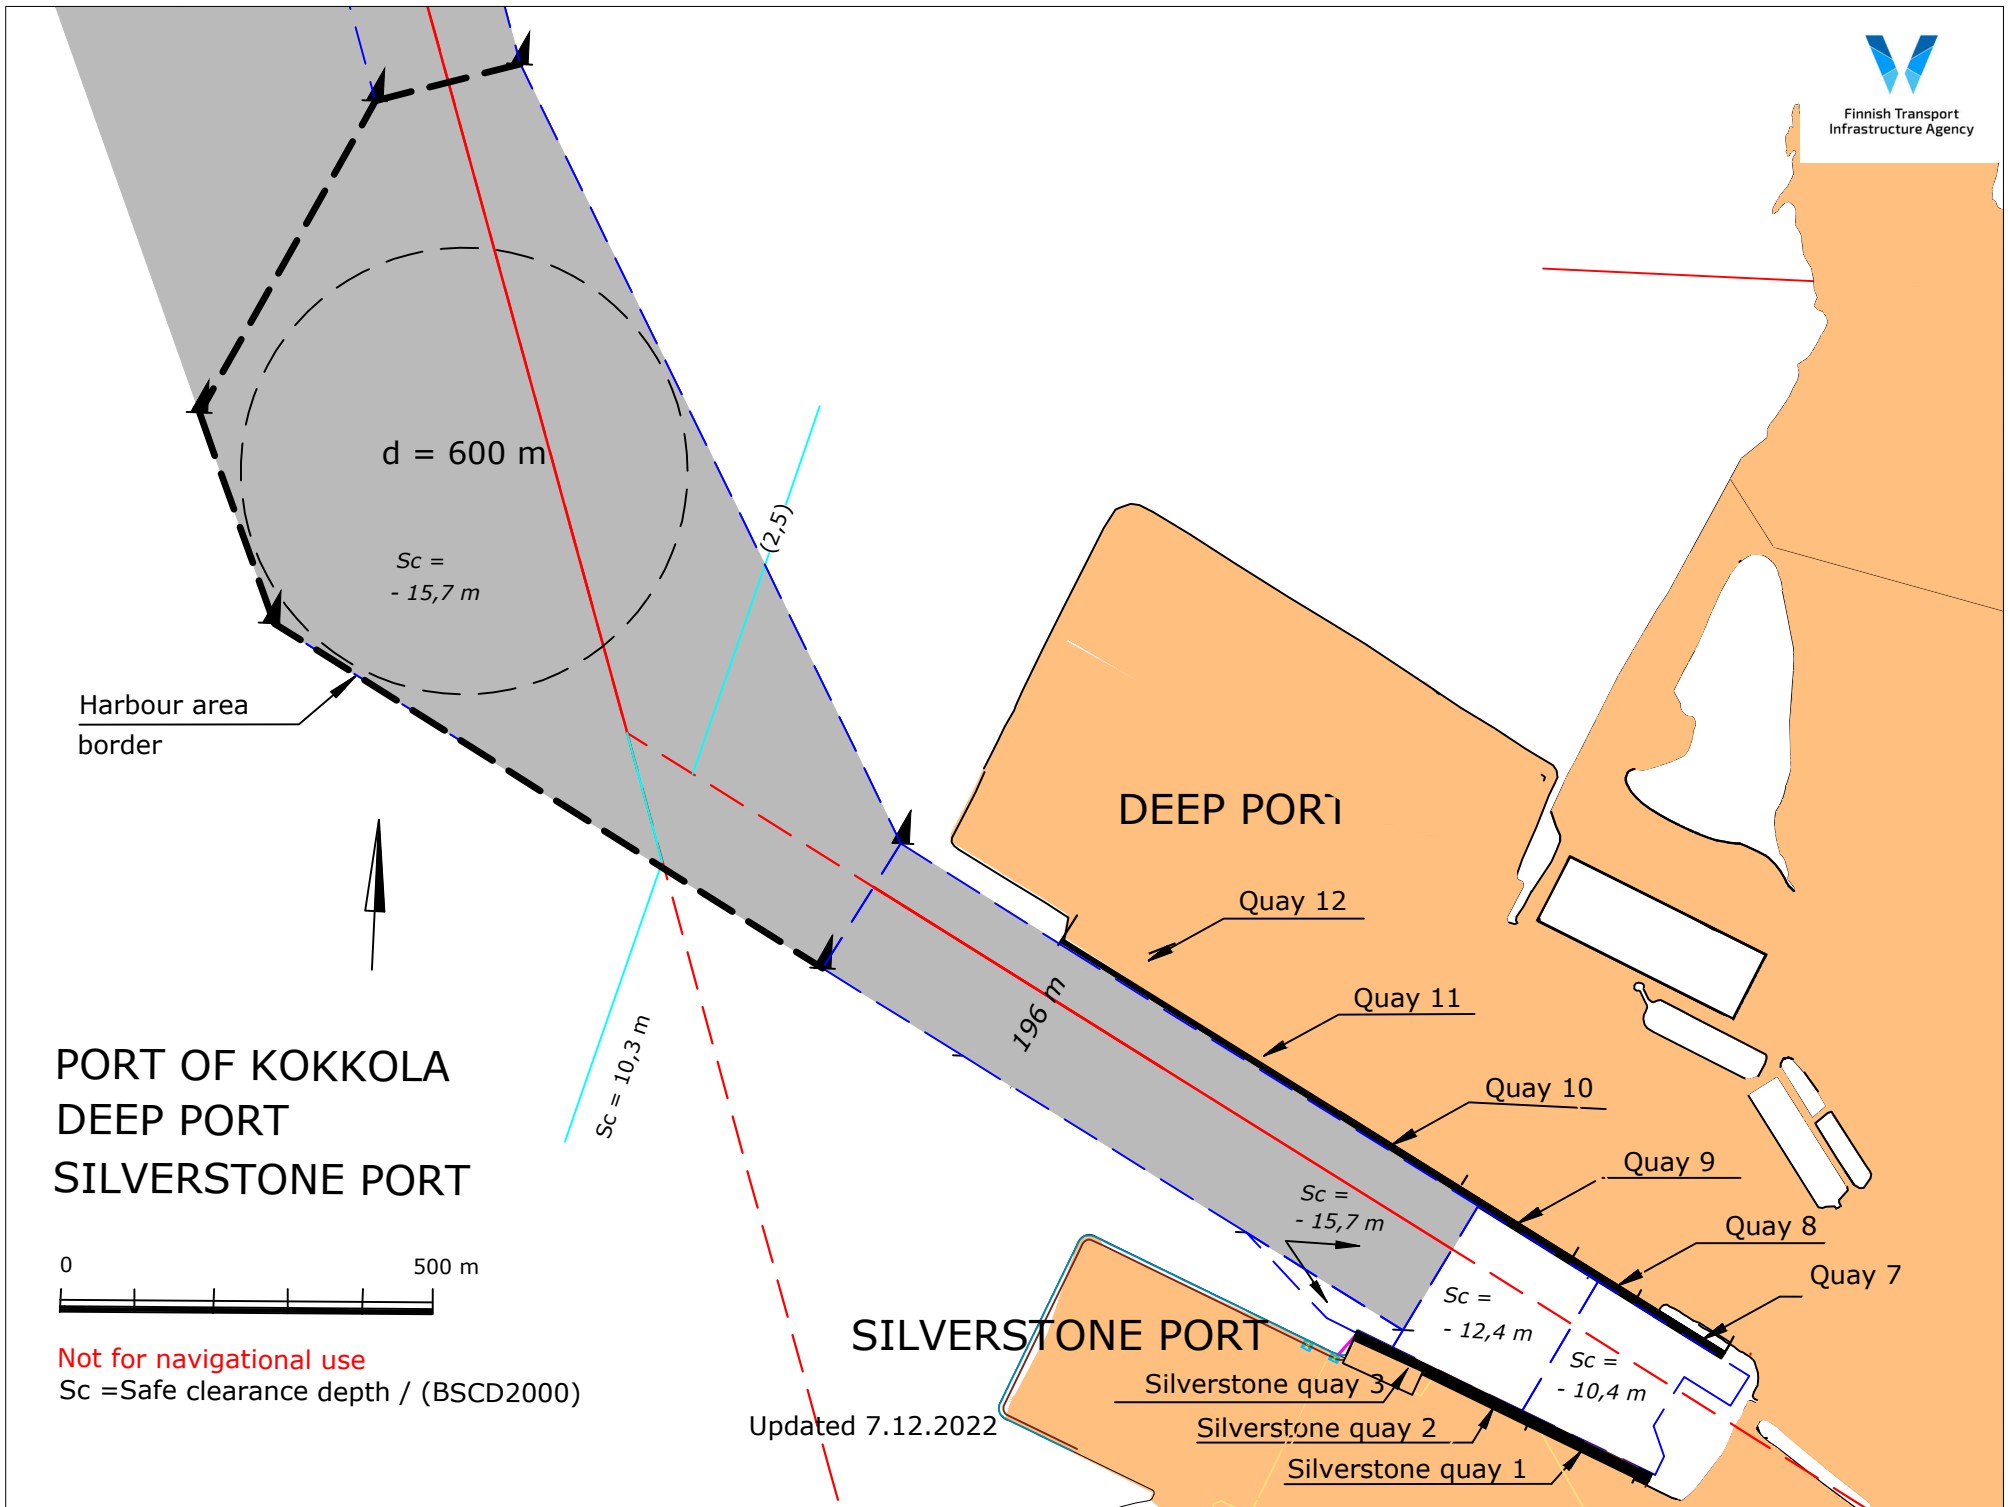 Finnish Transport
Infrastructure Agency
d = 600 m
(2,5)
Sc =
- 15,7 m
Harbour area
border
DEEP PORT
Quay 12
196 m
Quay 11
Sc = 10,3 m
PORT OF KOKKOLA
DEEP PORT
SILVERSTONE PORT
Quay 10
Quay 9
Sc =
- 15,7 m
Quay 8
Quay 7
0
500 m
Sc =
- 12,4 m
SILVERSTONE PORT
Sc =
- 10,4 m
Not for navigational use
Sc =Safe clearance depth / (BSCD2000)
Silverstone quay 3
Updated 7.12.2022
Silverstone quay 2
Silverstone quay 1